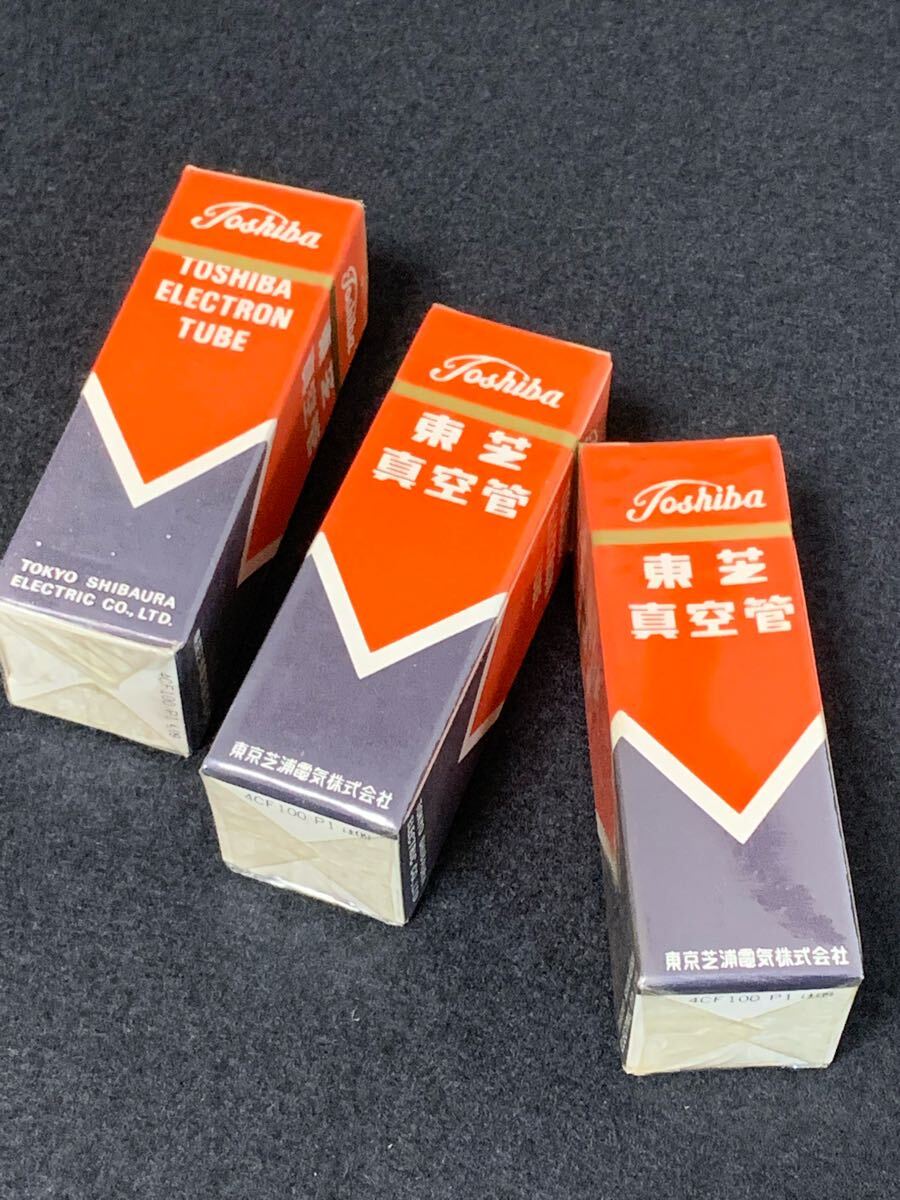 Toshiba
TOSHIBA
ELECTRON
TUBE
TOKYO SHIBAURA
ELECTRIC CO., LTD.
Toshiba
4CF100 P1
Toshiba
東芝
真空管
東京芝浦電気株式会社
4CF100 P1
Toshiba
東芝
真空管
東京芝浦電気株式会社
4CF100 P1